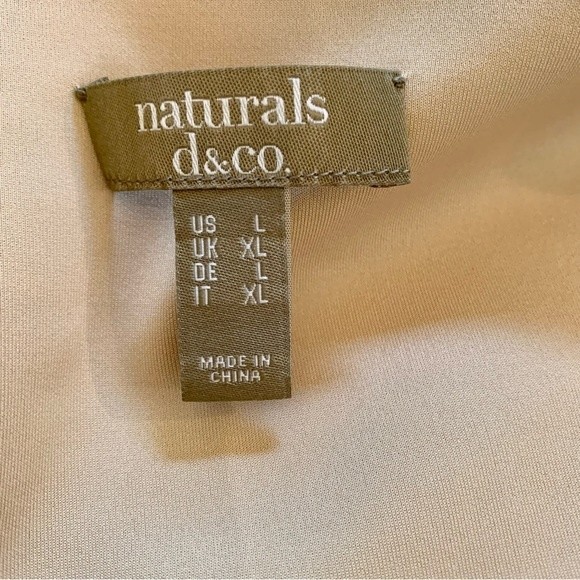 naturals
d&co.
US L
UK XL
DE L
IT XL
MADE IN
CHINA